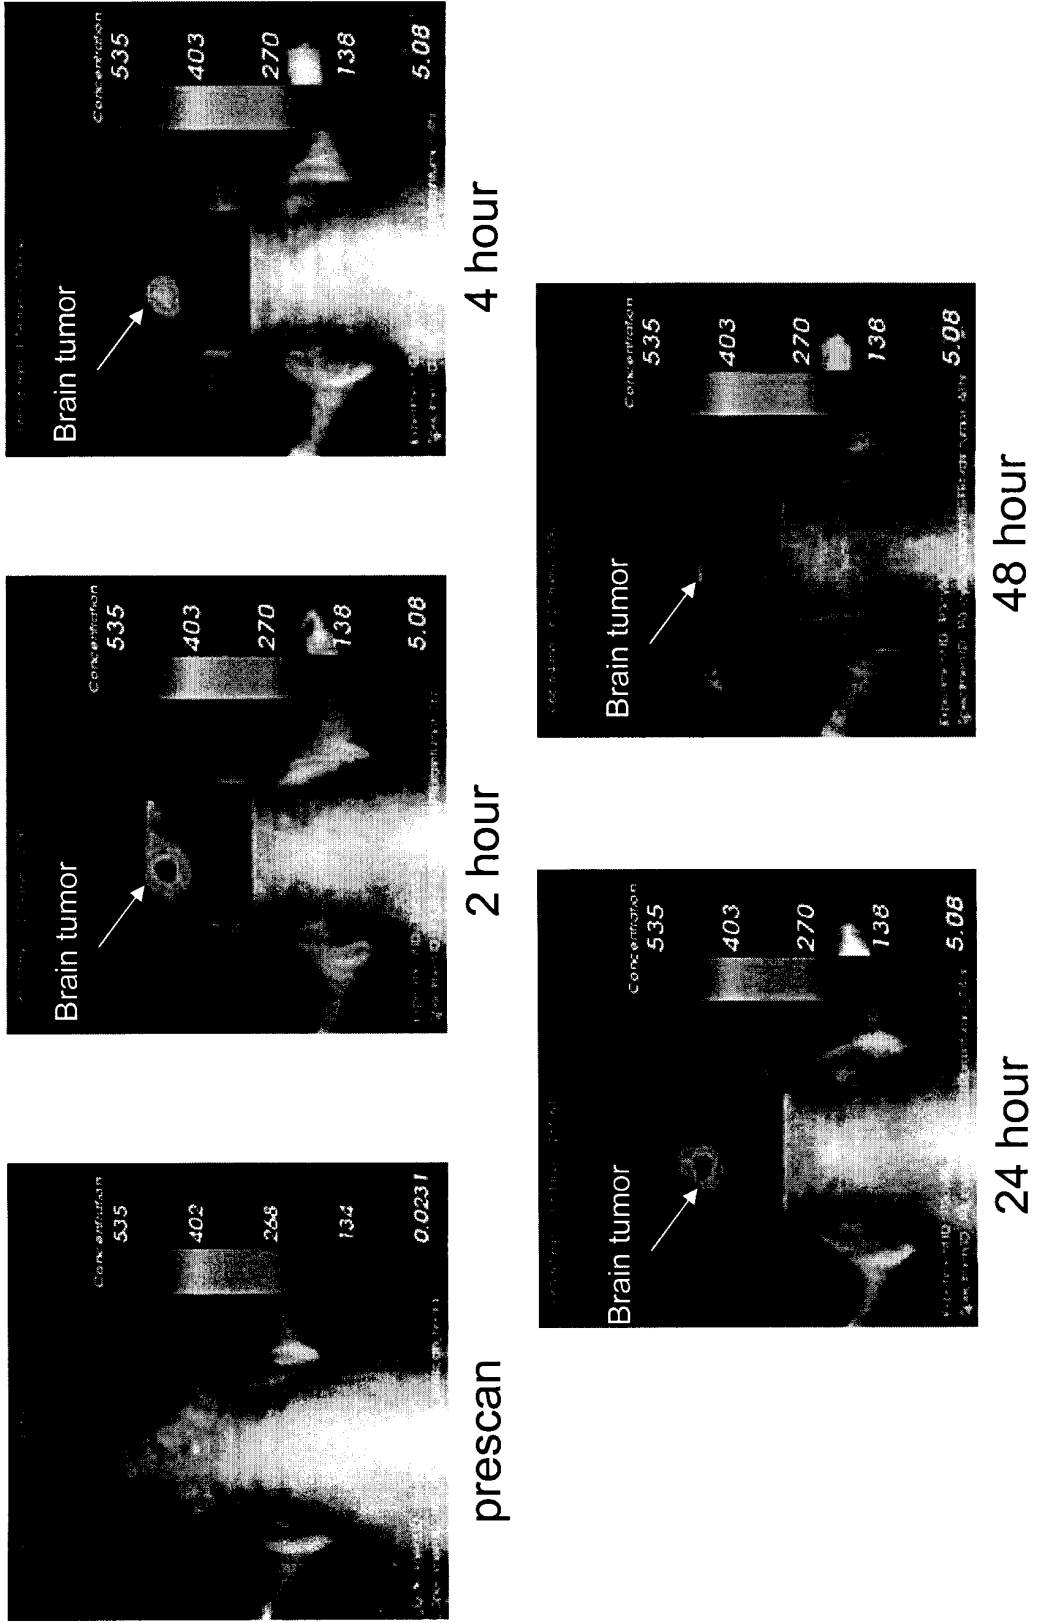 Concentration
535
402
268
134
0.0231
prescan
Brain tumor
Concentration
535
403
270
138
5.08
2 hour
Brain tumor
Concentration
535
403
270
138
5.08
4 hour
Brain tumor
Concentration
535
403
270
138
5.08
24 hour
Brain tumor
Concentration
535
403
270
138
5.08
48 hour